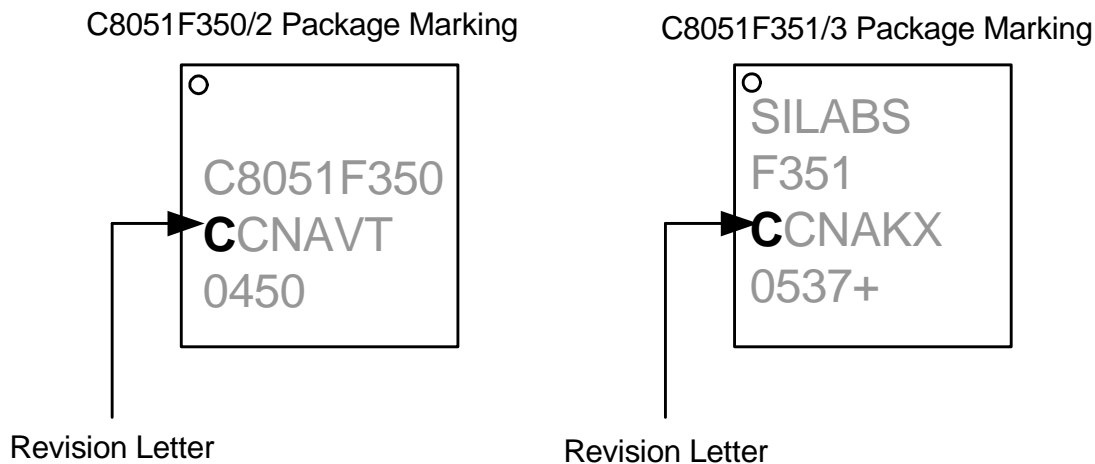 C8051F350/2 Package Marking
C8051F350
CCNAVT
0450
Revision Letter
C8051F351/3 Package Marking
SILABS
F351
CCNAKX
0537+
Revision Letter